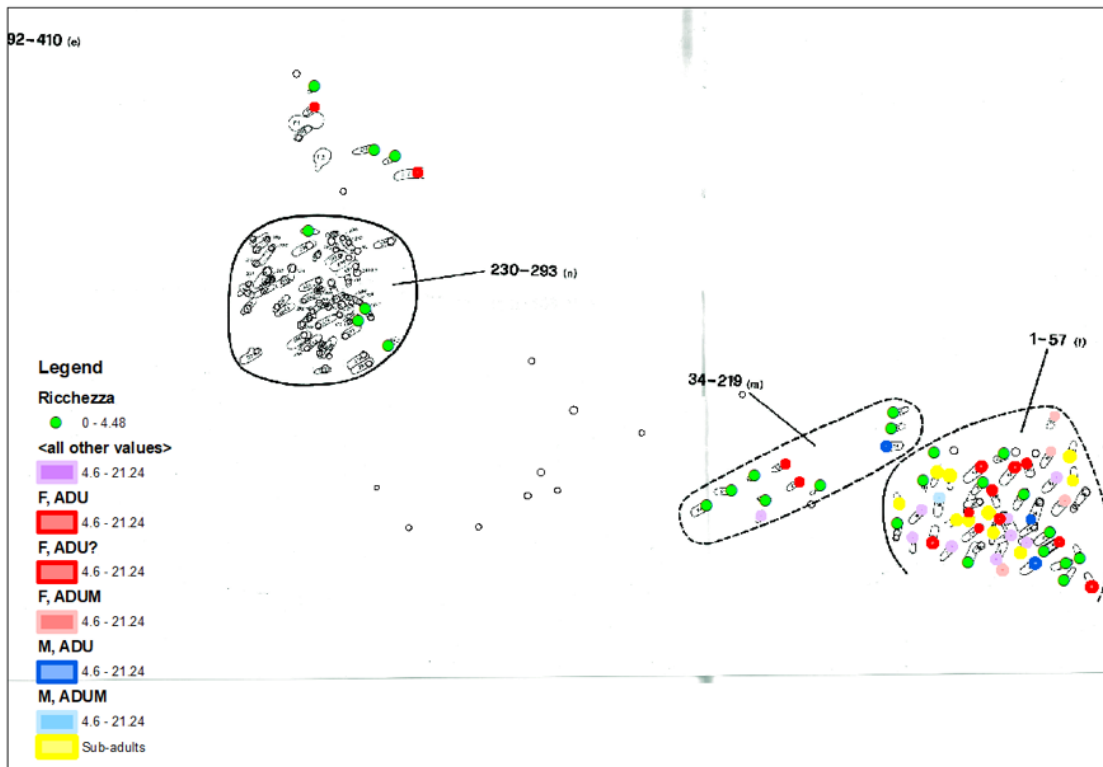 92-410 (e)
230-293 (n)
1-57 (f)
34-219 (m)
Legend
Ricchezza
0 - 4.48
<all other values>
4.6 - 21.24
F, ADU
4.6 - 21.24
F, ADU?
4.6 - 21.24
F, ADUM
4.6 - 21.24
M, ADU
4.6 - 21.24
M, ADUM
4.6 - 21.24
Sub-adults